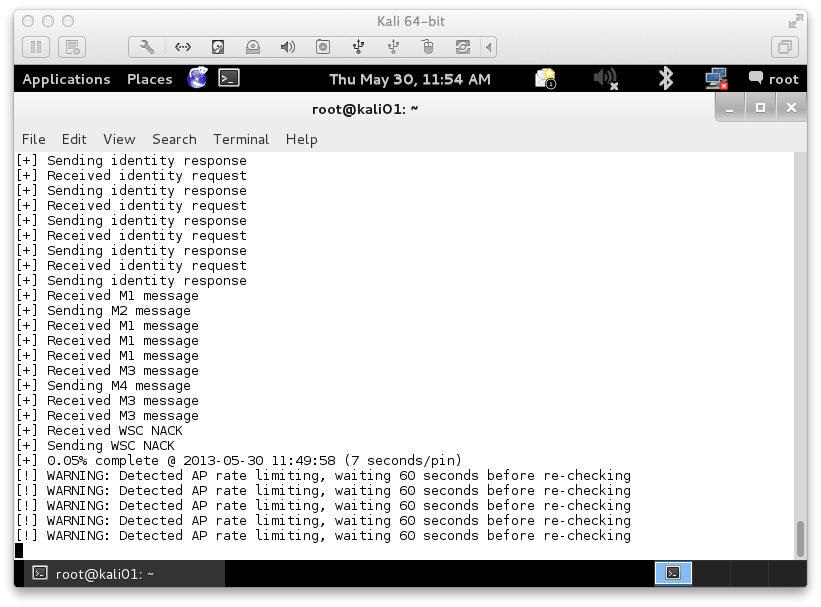 Kali 64-bit
Applications Places Thu May 30, 11:54 AM 1 root
root@kali01: ~
File Edit View Search Terminal Help
[+] Sending identity response
[+] Received identity request
[+] Sending identity response
[+] Received identity request
[+] Sending identity response
[+] Received identity request
[+] Sending identity response
[+] Received identity request
[+] Sending identity response
[+] Received M1 message
[+] Sending M2 message
[+] Received M1 message
[+] Received M1 message
[+] Received M1 message
[+] Received M3 message
[+] Sending M4 message
[+] Received M3 message
[+] Received M3 message
[+] Received WSC NACK
[+] Sending WSC NACK
[+] 0.05% complete @ 2013-05-30 11:49:58 (7 seconds/pin)
[!] WARNING: Detected AP rate limiting, waiting 60 seconds before re-checking
[!] WARNING: Detected AP rate limiting, waiting 60 seconds before re-checking
[!] WARNING: Detected AP rate limiting, waiting 60 seconds before re-checking
[!] WARNING: Detected AP rate limiting, waiting 60 seconds before re-checking
[!] WARNING: Detected AP rate limiting, waiting 60 seconds before re-checking
root@kali01: ~